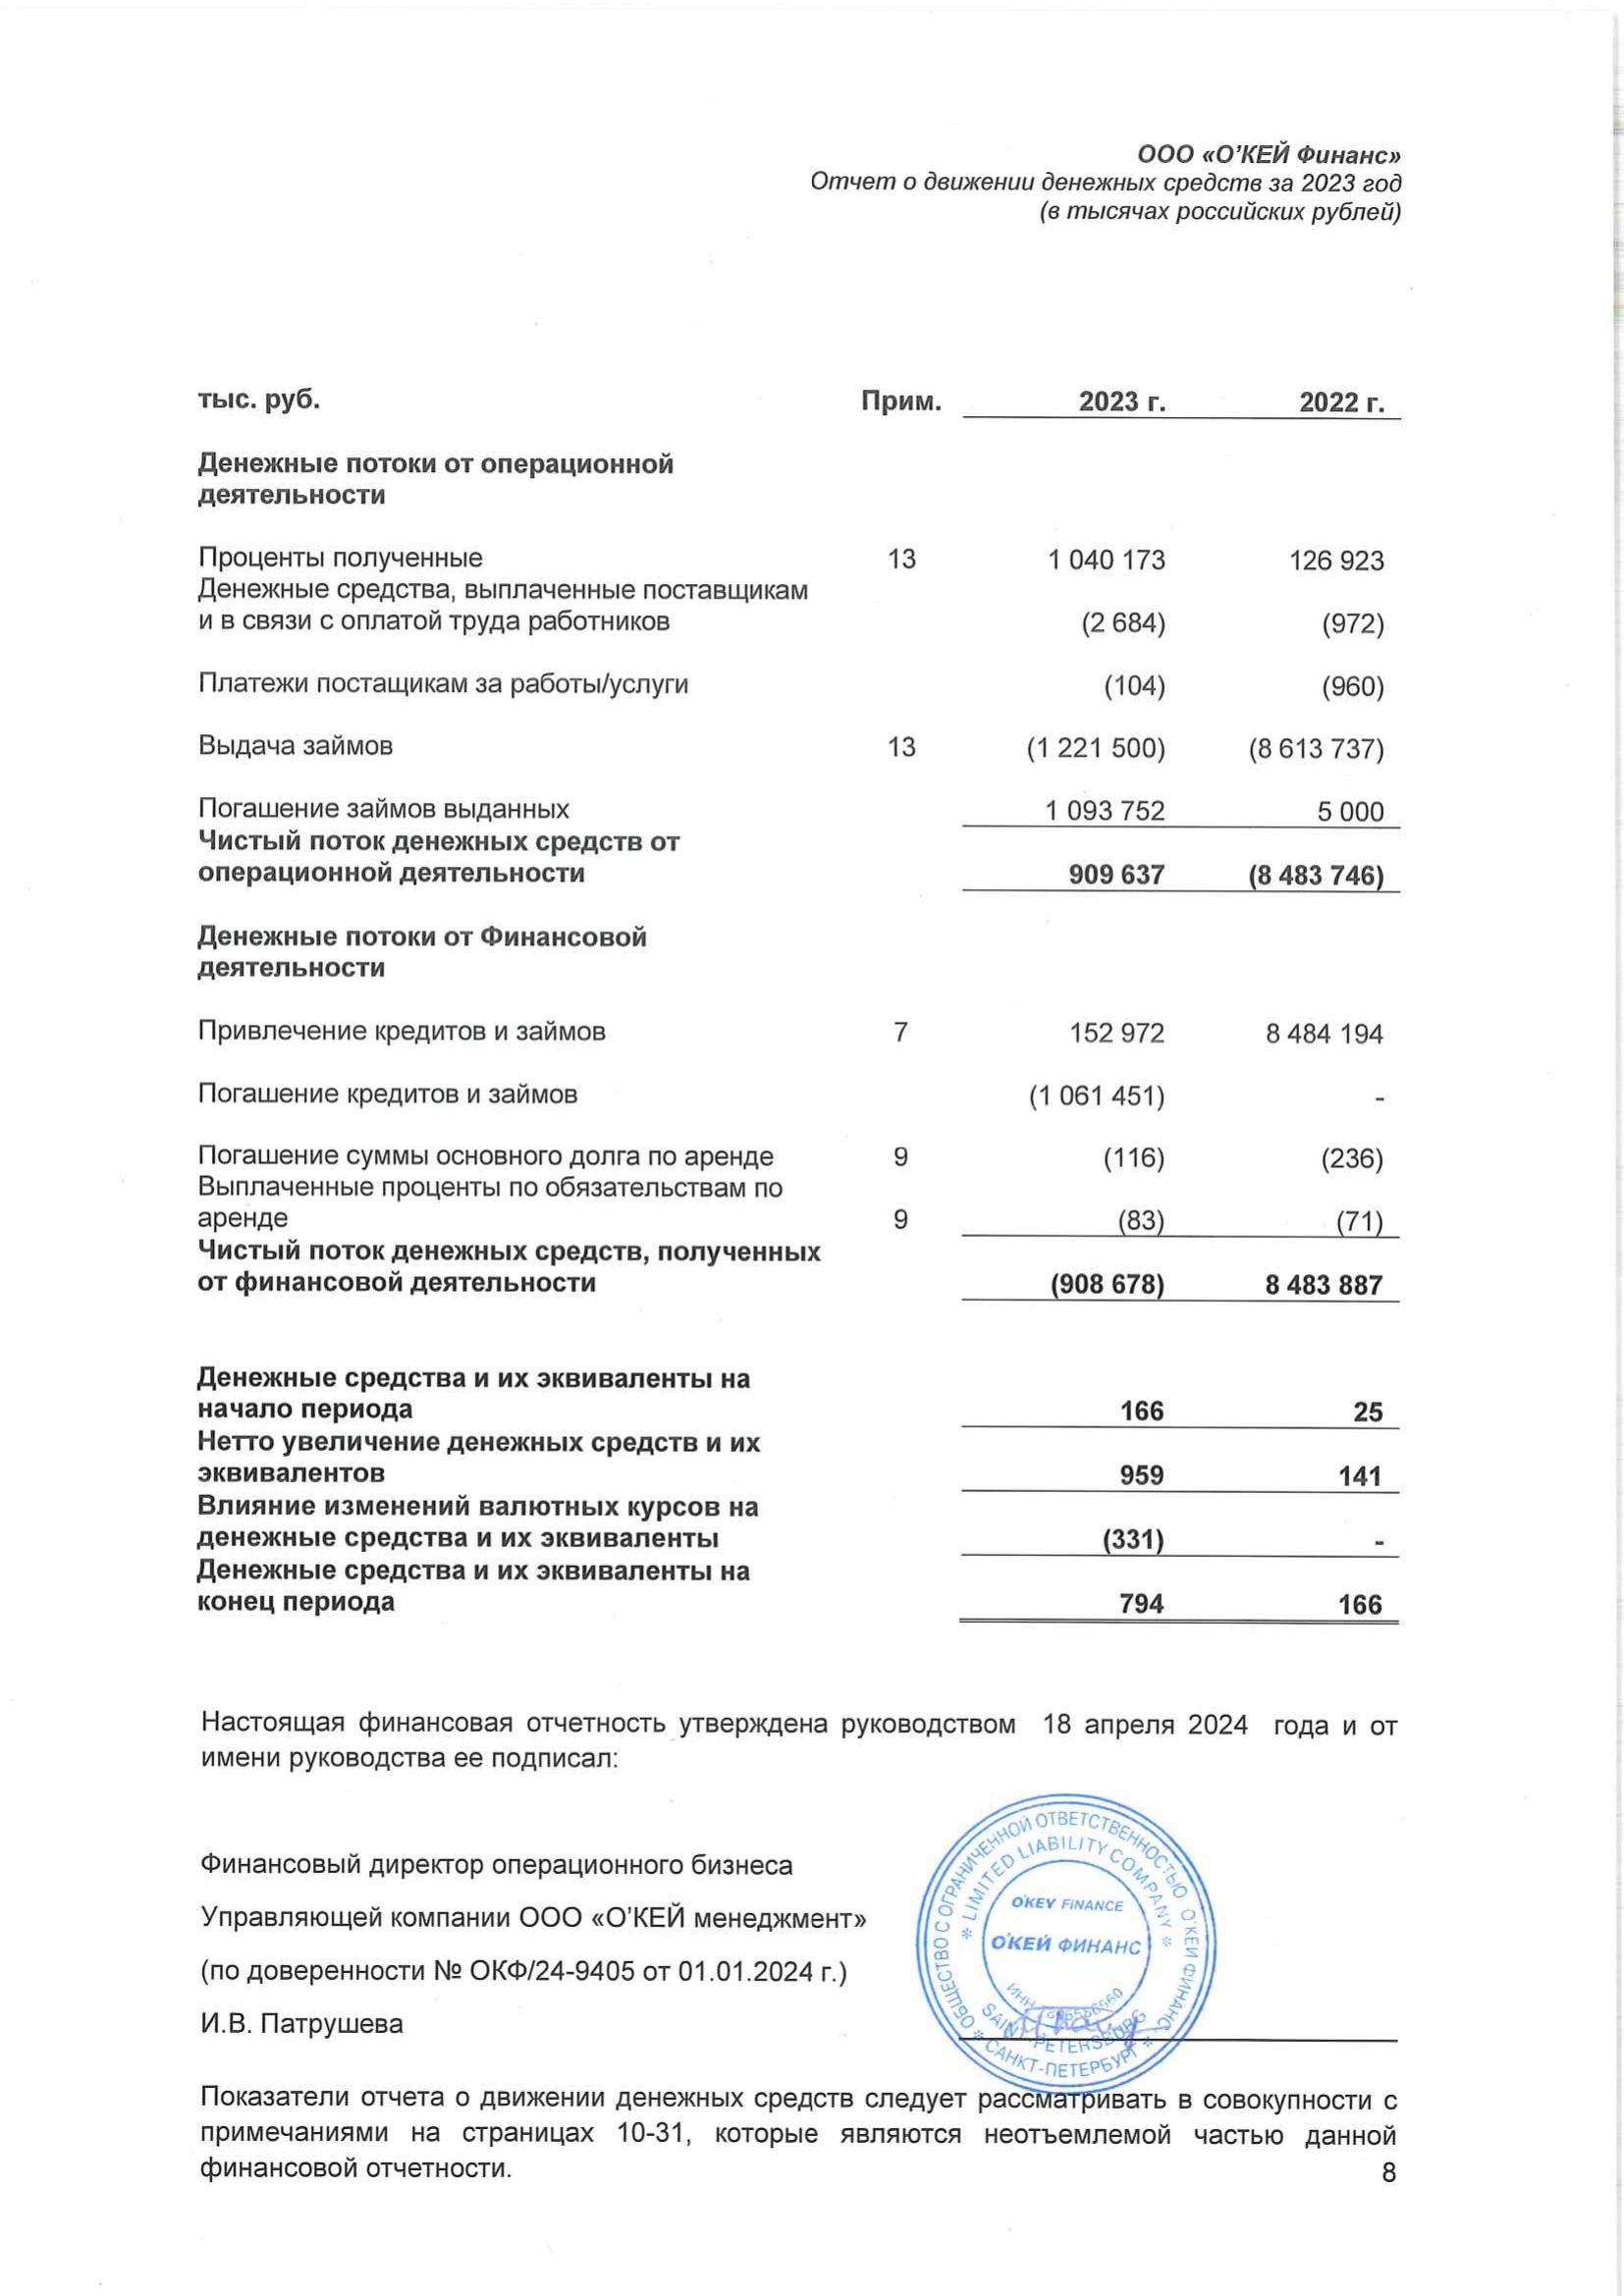 ООО «О’КЕЙ Финанс»
Отчет о движении денежных средств за 2023 год
(в тысячах российских рублей)
тыс. руб. Прим. 2023 г. 2022 г.
Денежные потоки от операционной
деятельности
Проценты полученные 13 1 040 173 126 923
Денежные средства, выплаченные поставщикам
и в связи с оплатой труда работников (2 684) (972)
Платежи постащикам за работы/услуги (104) (960)
Выдача займов 13 (1 221 500) (8 613 737)
Погашение займов выданных 1 093 752 5 000
Чистый поток денежных средств от
операционной деятельности 909 637 (8 483 746)
Денежные потоки от Финансовой
деятельности
Привлечение кредитов и займов 7 152 972 8 484 194
Погашение кредитов и займов (1 061 451) -
Погашение суммы основного долга по аренде 9 (116) (236)
Выплаченные проценты по обязательствам по
аренде 9 (83) (71)
Чистый поток денежных средств, полученных
от финансовой деятельности (908 678) 8 483 887
Денежные средства и их эквиваленты на
начало периода 166 25
Нетто увеличение денежных средств и их
эквивалентов 959 141
Влияние изменений валютных курсов на
денежные средства и их эквиваленты (331) -
Денежные средства и их эквиваленты на
конец периода 794 166
Настоящая финансовая отчетность утверждена руководством 18 апреля 2024 года и от
имени руководства ее подписал:
Финансовый директор операционного бизнеса
Управляющей компании ООО «О’КЕЙ менеджмент»
(по доверенности № ОКФ/24-9405 от 01.01.2024 г.)
И.В. Патрушева
ОБЩЕСТВО С ОГРАНИЧЕННОЙ ОТВЕТСТВЕННОСТЬЮ О'КЕЙ ФИНАНС
* САНКТ-ПЕТЕРБУРГ *
* LIMITED LIABILITY COMPANY *
SAINT-PETERSBURG
O'KEY FINANCE
О'КЕЙ ФИНАНС
ИНН
Показатели отчета о движении денежных средств следует рассматривать в совокупности с
примечаниями на страницах 10-31, которые являются неотъемлемой частью данной
финансовой отчетности.
8